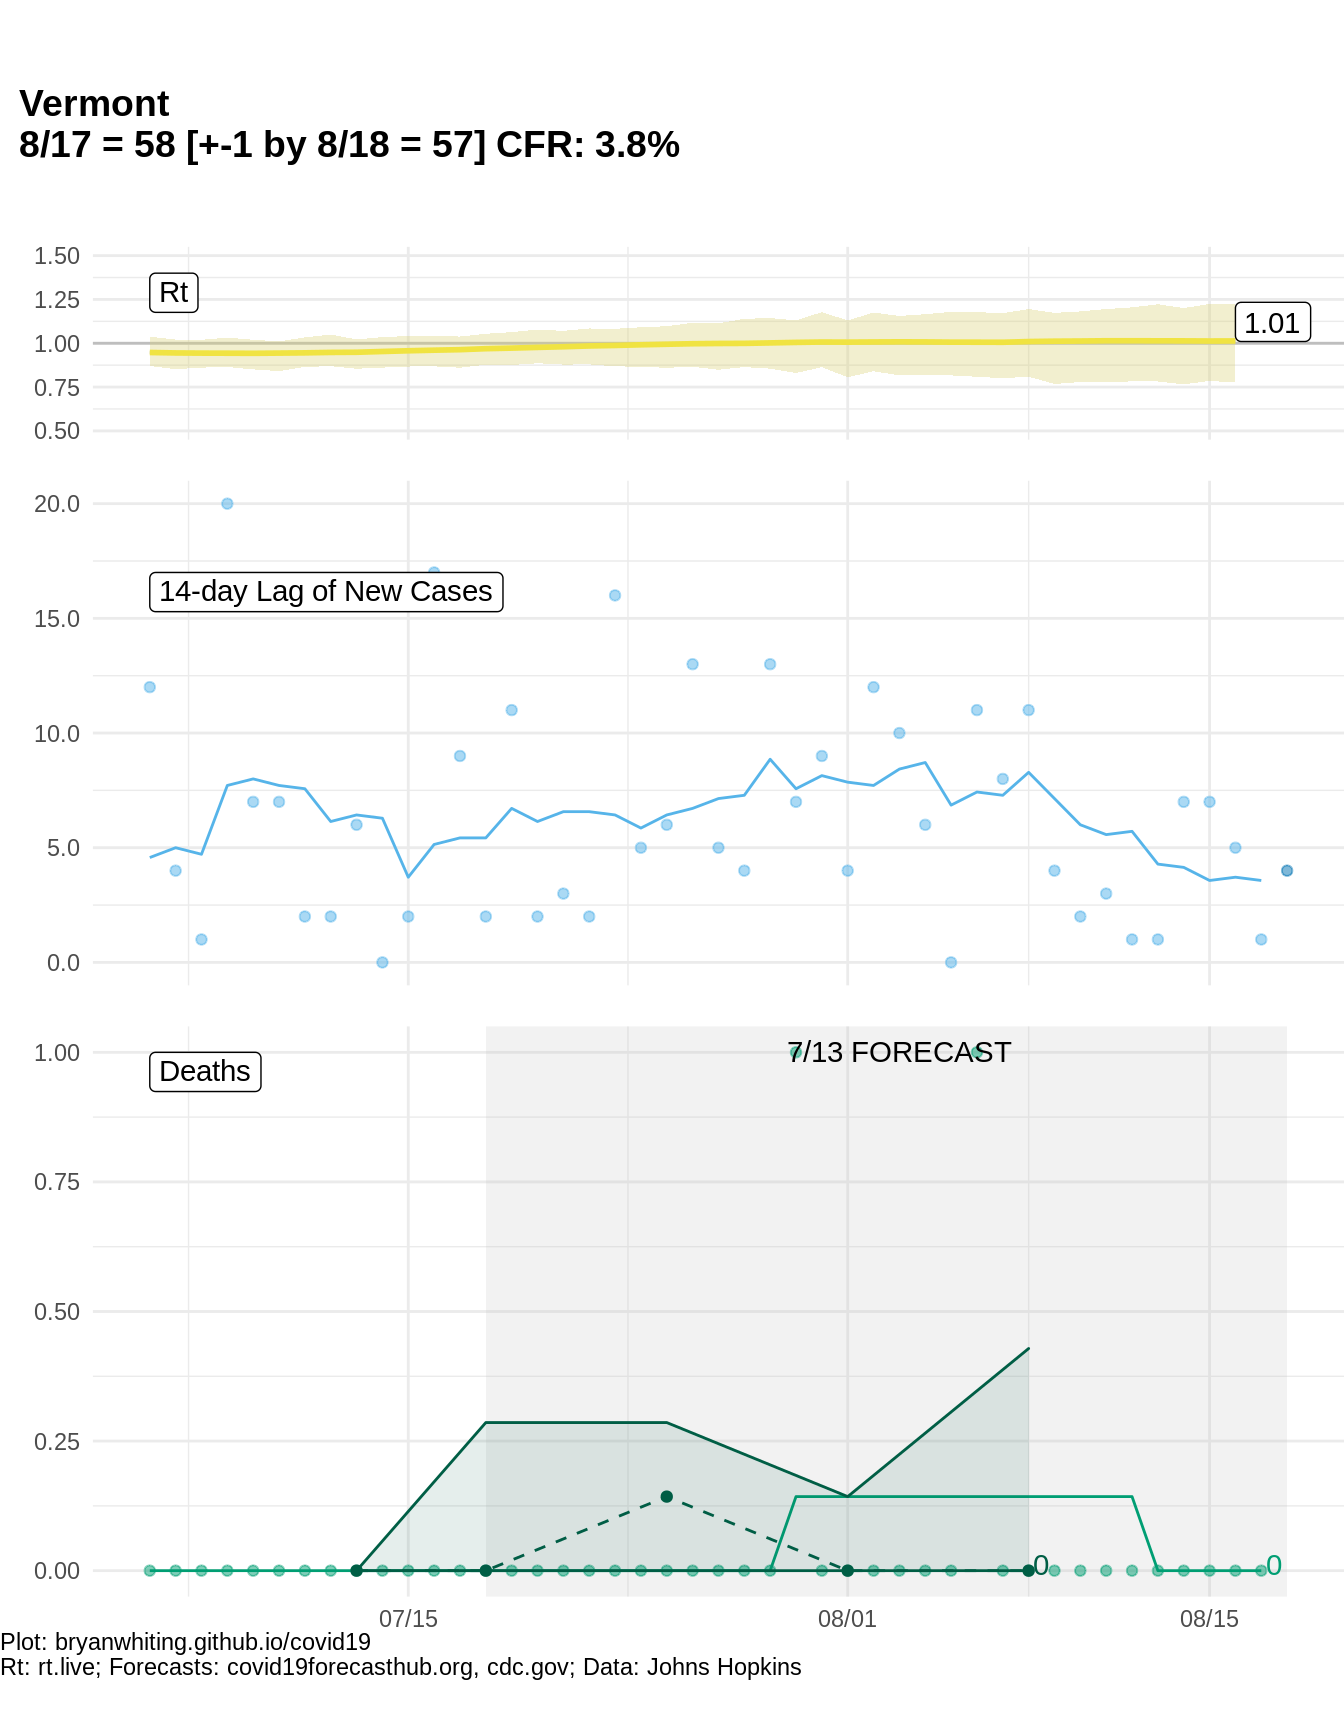 Vermont
8/17 = 58 [+-1 by 8/18 = 57] CFR: 3.8%
1.50
1.25
1.00
0.75
0.50
Rt
1.01
20.0
15.0
10.0
5.0
0.0
14-day Lag of New Cases
1.00
0.75
0.50
0.25
0.00
Deaths
7/13 FORECAST
0
0
07/15
08/01
08/15
Plot: bryanwhiting.github.io/covid19
Rt: rt.live; Forecasts: covid19forecasthub.org, cdc.gov; Data: Johns Hopkins